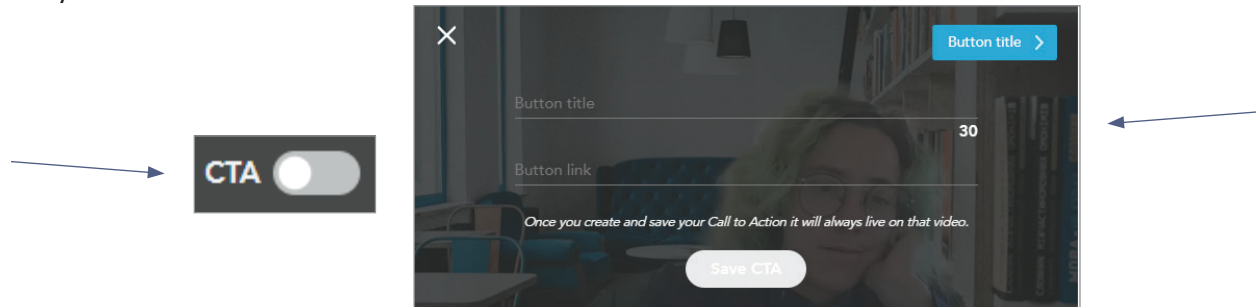 Button title
Button title
30
CTA
Button link
Once you create and save your Call to Action it will always live on that video.
Save CTA